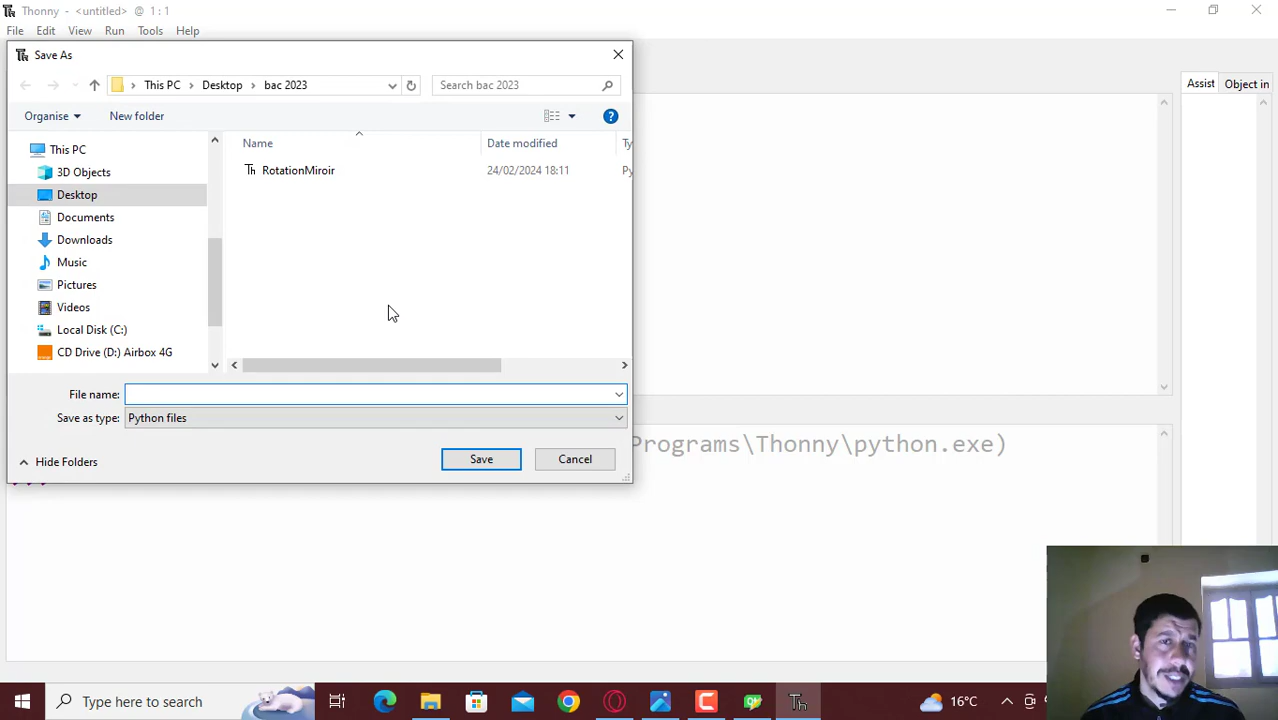 Thonny - <untitled> @ 1 : 1
File Edit View Run Tools Help
Save As
This PC Desktop bac 2023
Search bac 2023
Organise New folder
This PC
3D Objects
Desktop
Documents
Downloads
Music
Pictures
Videos
Local Disk (C:)
CD Drive (D:) Airbox 4G
Name Date modified Ty
Th RotationMiroir 24/02/2024 18:11 Py
File name:
Save as type: Python files
Hide Folders
Save Cancel
Assist Object in
Programs\Thonny\python.exe)
Type here to search
16°C